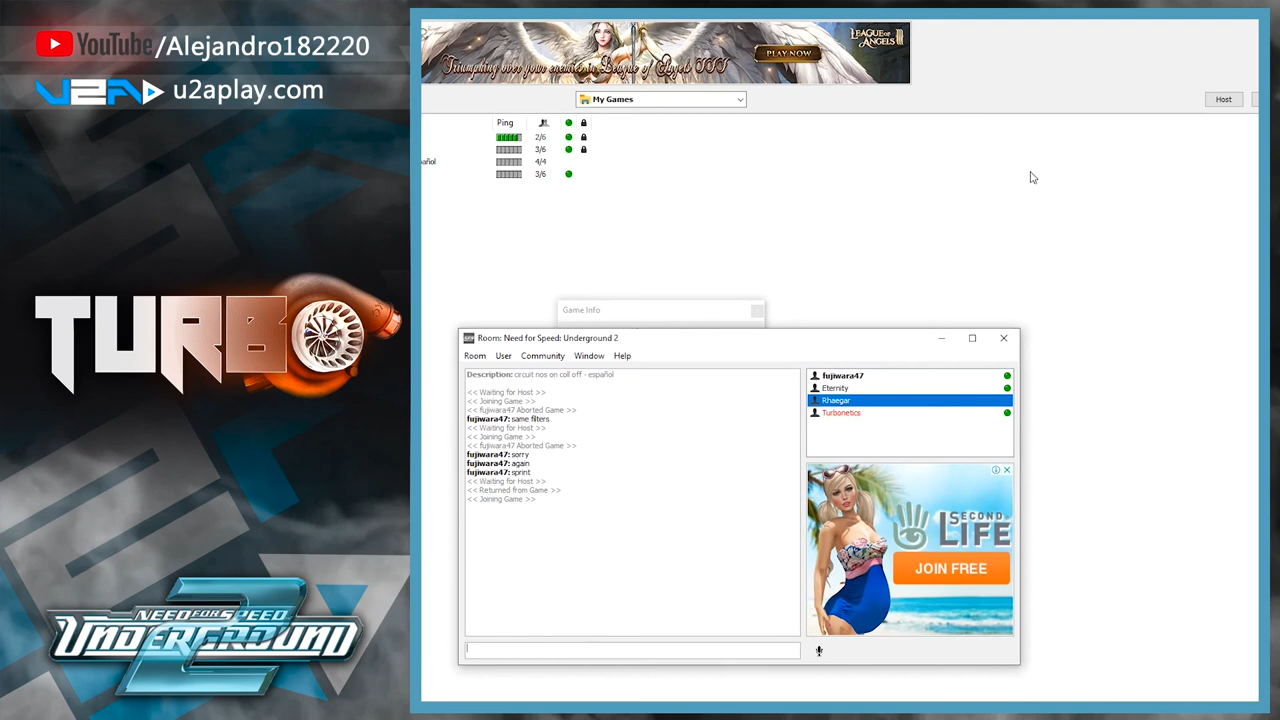 YouTube/Alejandro182220
U2A u2aplay.com
TURBO
NEED FOR SPEED
UNDERGROUND
2
Triumphing over your enemies in League of Angels III
PLAY NOW
LEAGUE OF ANGELS III
My Games
Host
Ping
2/6
3/6
añol 4/4
3/6
Game Info
Room: Need for Speed: Underground 2
Room User Community Window Help
Description: circuit nos on coll off - español
<< Waiting for Host >>
<< Joining Game >>
<< fujiwara47 Aborted Game >>
fujiwara47: same filters
<< Waiting for Host >>
<< Joining Game >>
<< fujiwara47 Aborted Game >>
fujiwara47: sorry
fujiwara47: again
fujiwara47: sprint
<< Waiting for Host >>
<< Returned from Game >>
<< Joining Game >>
fujiwara47
Eternity
Rhaegar
Turbonetics
SECOND
LIFE
JOIN FREE